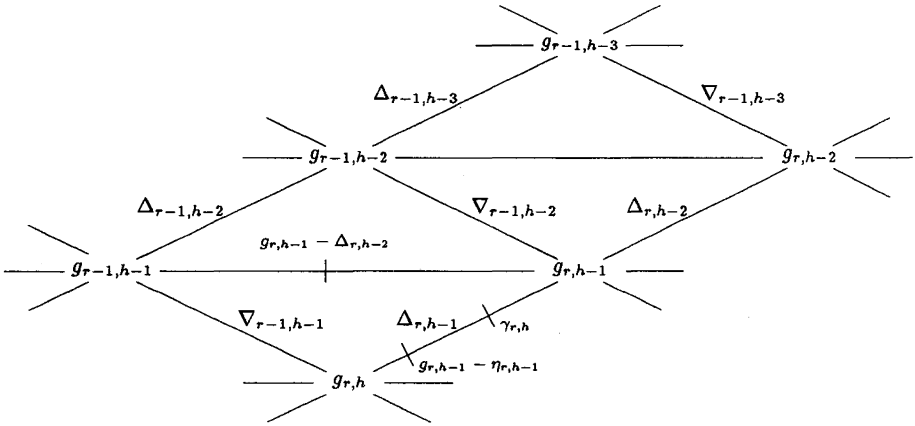 g_{r-1,h-3}
Δ_{r-1,h-3} ∇_{r-1,h-3}
g_{r-1,h-2} g_{r,h-2}
Δ_{r-1,h-2} ∇_{r-1,h-2} Δ_{r,h-2}
g_{r,h-1} - Δ_{r,h-2}
g_{r-1,h-1} g_{r,h-1}
∇_{r-1,h-1} Δ_{r,h-1} γ_{r,h}
g_{r,h-1} - η_{r,h-1}
g_{r,h}